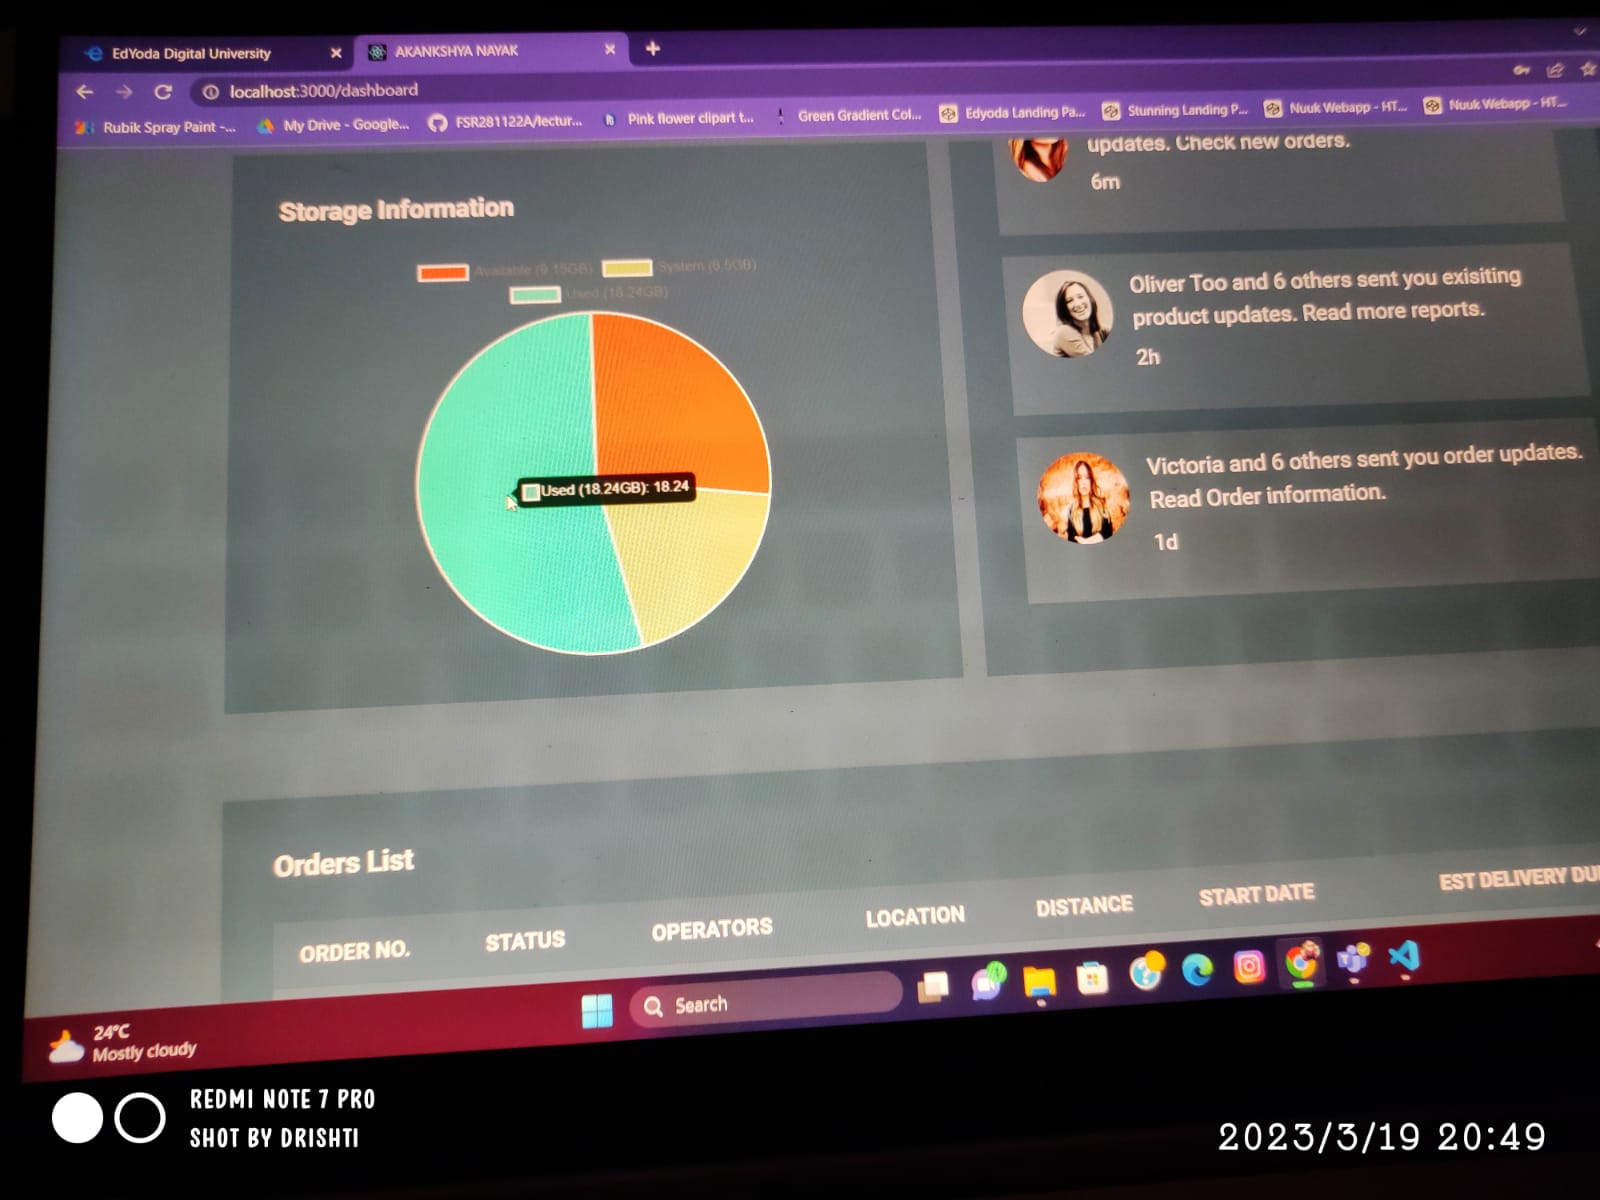 EdYoda Digital University
AKANKSHYA NAYAK
localhost:3000/dashboard
Rubik Spray Paint -...
My Drive - Google...
FSR281122A/lectur...
Pink flower clipart t...
Green Gradient Col...
Edyoda Landing Pa...
Stunning Landing P...
Nuuk Webapp - HT...
Nuuk Webapp - HT...
Storage Information
Available (9.15GB)
System (6.5GB)
Used (18.24GB)
Used (18.24GB): 18.24
updates. Check new orders.
6m
Oliver Too and 6 others sent you exisiting
product updates. Read more reports.
2h
Victoria and 6 others sent you order updates.
Read Order information.
1d
Orders List
ORDER NO.
STATUS
OPERATORS
LOCATION
DISTANCE
START DATE
EST DELIVERY DU
Search
24°C
Mostly cloudy
REDMI NOTE 7 PRO
SHOT BY DRISHTI
2023/3/19 20:49